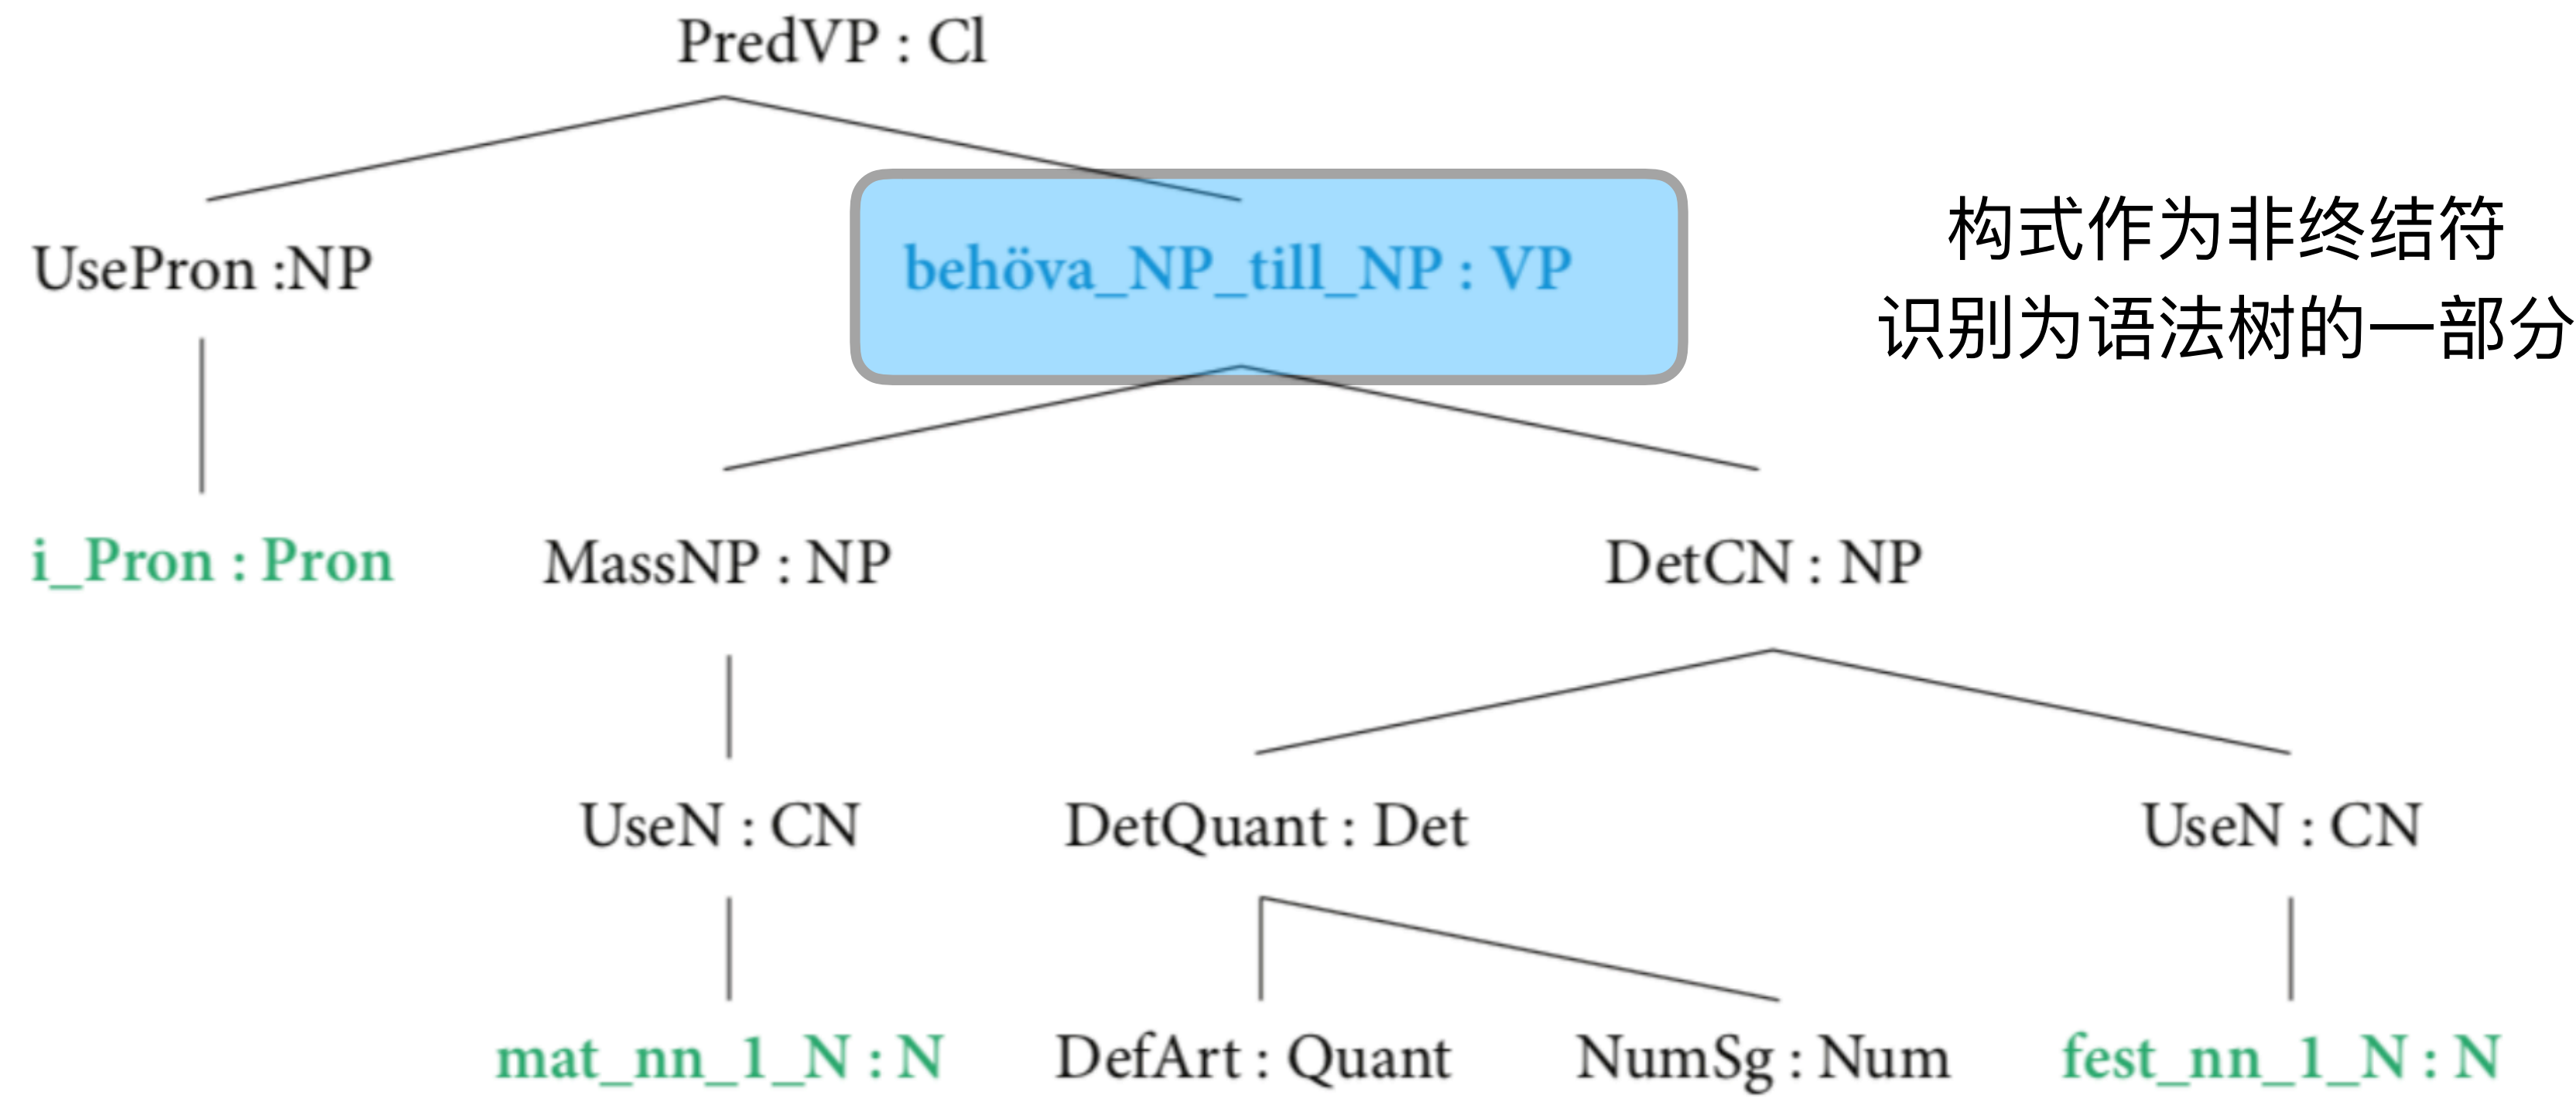 PredVP : Cl
UsePron :NP
behöva_NP_till_NP : VP
构式作为非终结符
识别为语法树的一部分
i_Pron : Pron
MassNP : NP
DetCN : NP
UseN : CN
DetQuant : Det
UseN : CN
mat_nn_1_N : N
DefArt : Quant
NumSg : Num
fest_nn_1_N : N